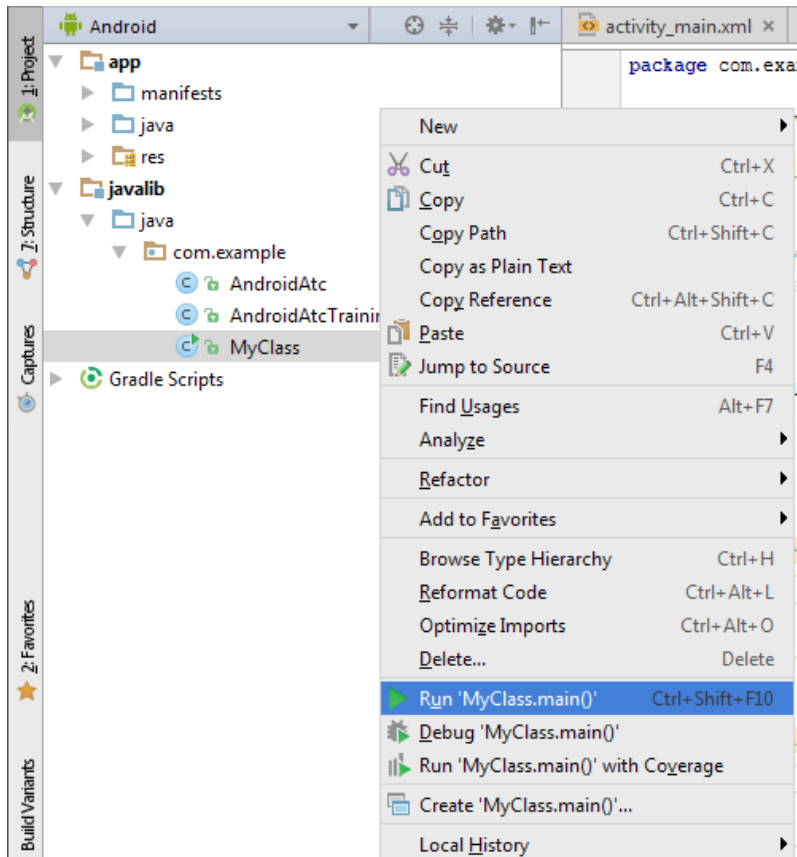 Android
activity_main.xml
1: Project
app
package com.exa
manifests
New
java
Cut Ctrl+X
res
Copy Ctrl+C
javalib
7: Structure
Copy Path Ctrl+Shift+C
java
Copy as Plain Text
com.example
Copy Reference Ctrl+Alt+Shift+C
AndroidAtc
Paste Ctrl+V
AndroidAtcTrainin
Jump to Source F4
MyClass
Captures
Find Usages Alt+F7
Gradle Scripts
Analyze
Refactor
Add to Favorites
Browse Type Hierarchy Ctrl+H
Reformat Code Ctrl+Alt+L
Optimize Imports Ctrl+Alt+O
2: Favorites
Delete... Delete
Run 'MyClass.main()' Ctrl+Shift+F10
Debug 'MyClass.main()'
Run 'MyClass.main()' with Coverage
Build Variants
Create 'MyClass.main()'...
Local History